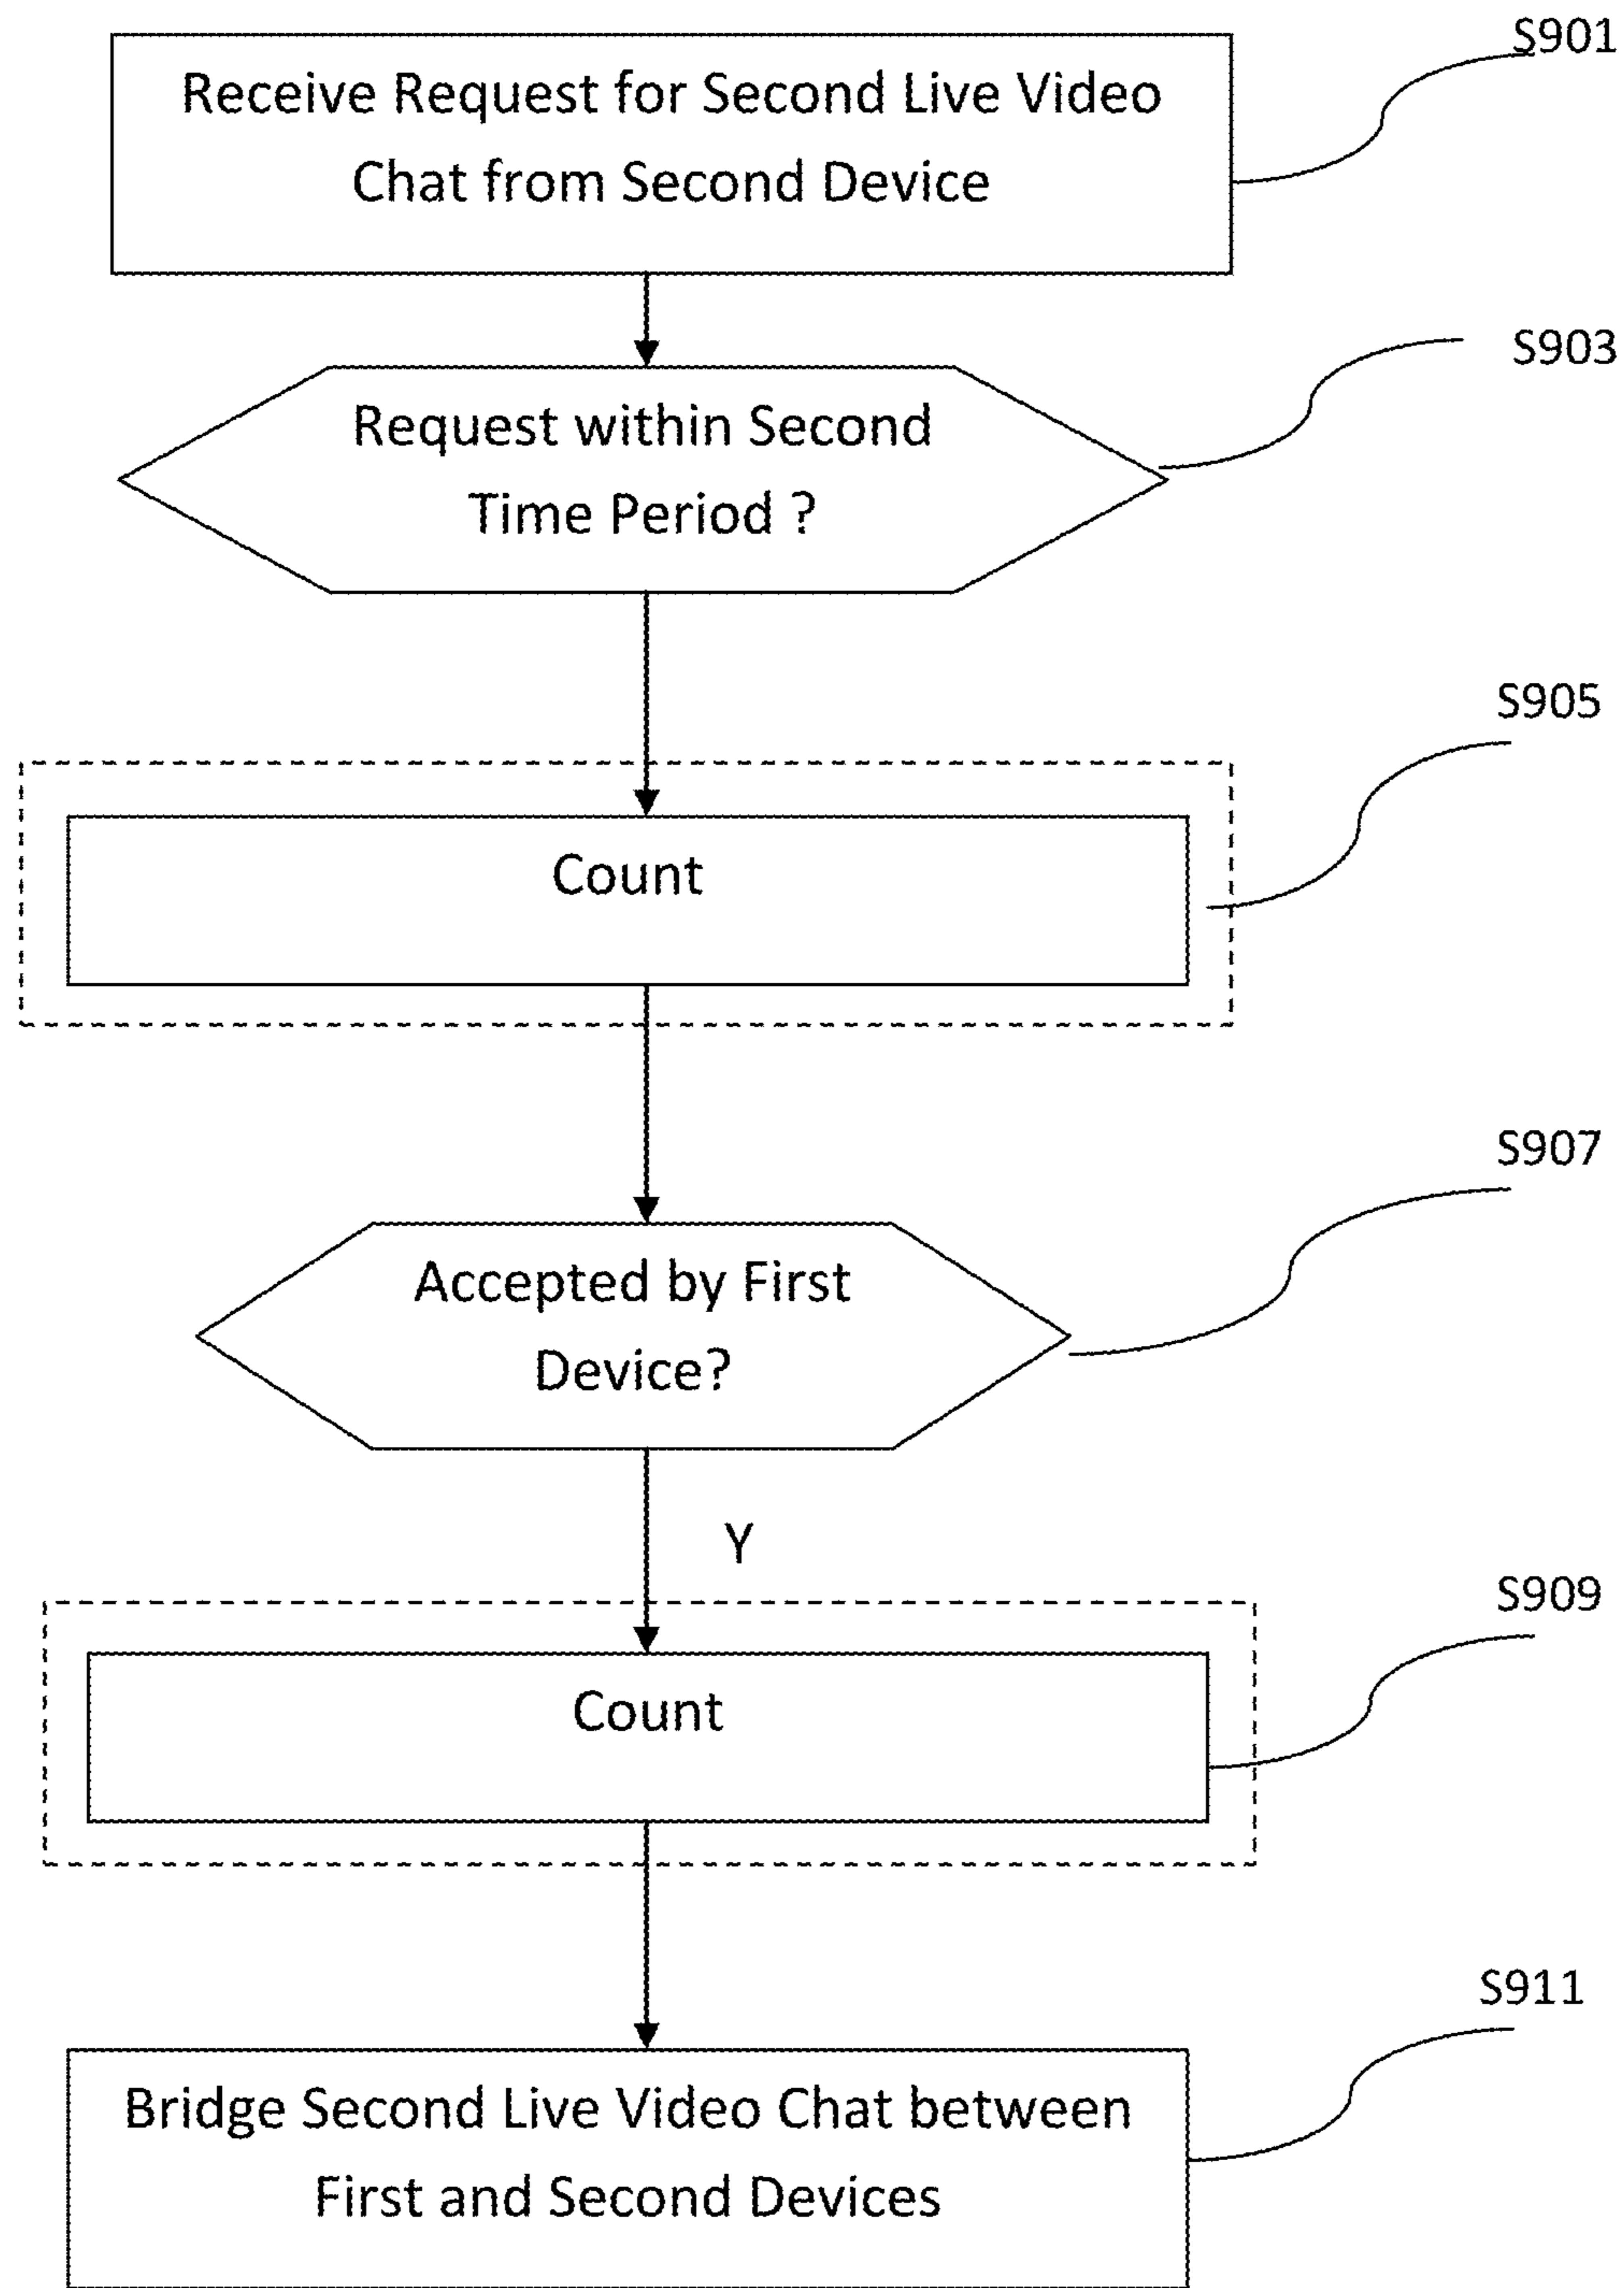 S901
Receive Request for Second Live Video
Chat from Second Device
S903
Request within Second
Time Period ?
S905
Count
S907
Accepted by First
Device?
Y
S909
Count
S911
Bridge Second Live Video Chat between
First and Second Devices